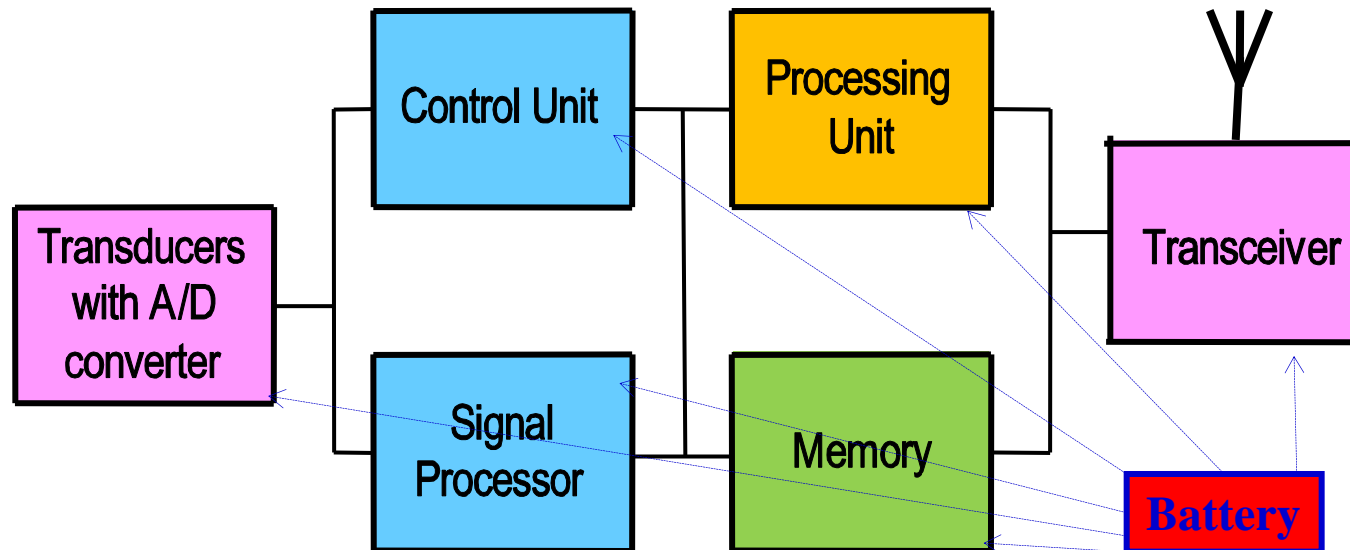 Control Unit
Processing
Unit
Transducers
with A/D
converter
Transceiver
Signal
Processor
Memory
Battery